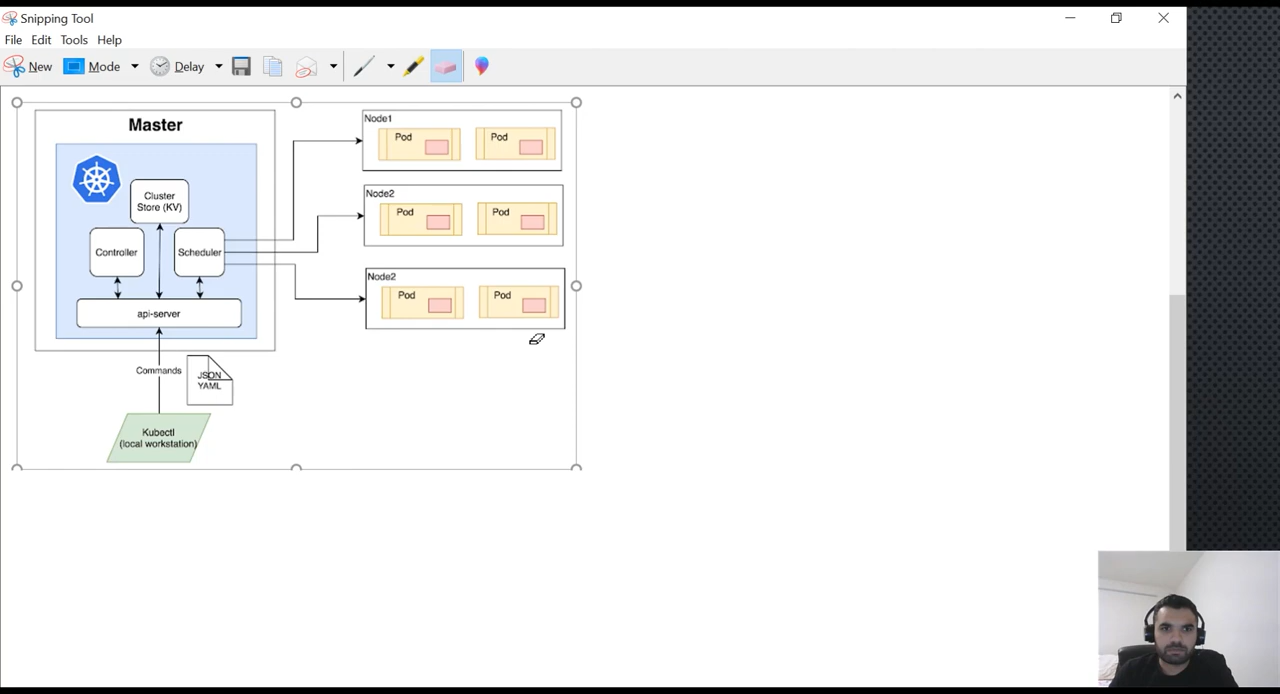 Snipping Tool
File Edit Tools Help
New Mode Delay
Master
Cluster
Store (KV)
Controller
Scheduler
api-server
Commands
JSON
YAML
Kubectl
(local workstation)
Node1
Pod Pod
Node2
Pod Pod
Node2
Pod Pod